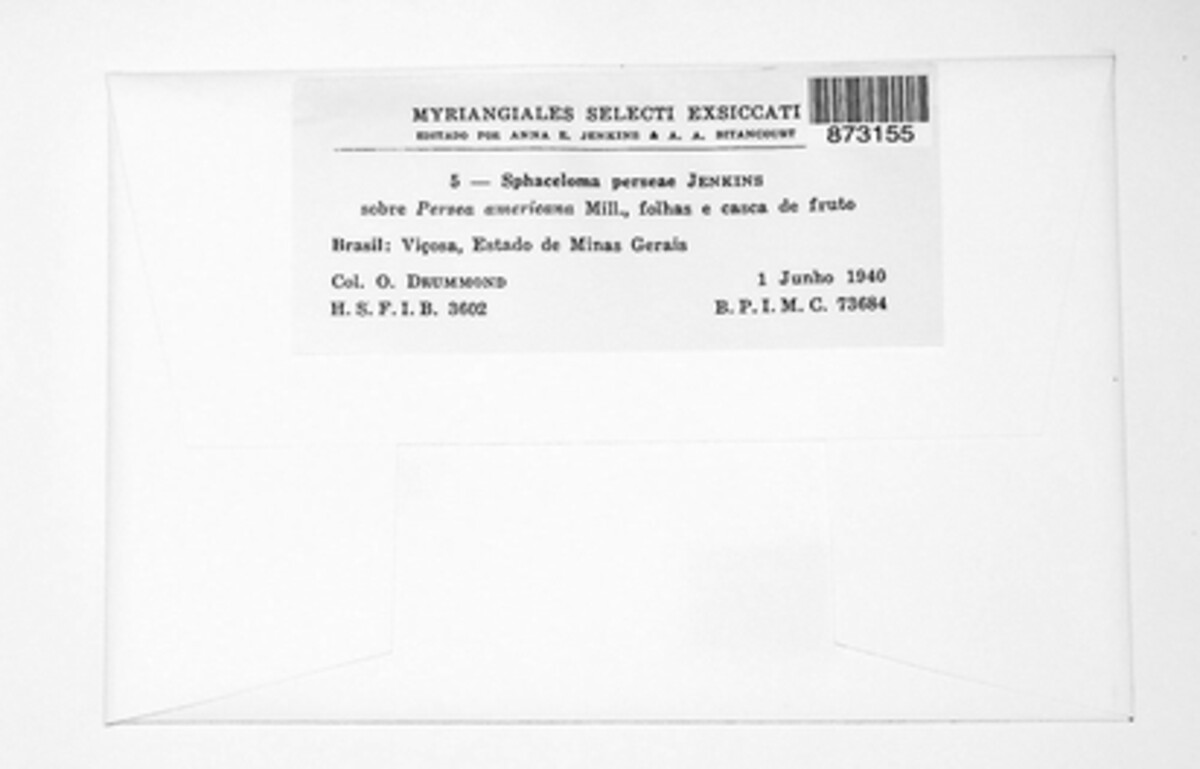 MYRIANGIALES SELECTI EXSICCATI
EDITADO POR ANNA E. JENKINS & A. A. BITANCOURT
873155
5 — Sphaceloma perseae JENKINS
sobre Persea americana Mill., folhas e casca de fruto
Brasil: Viçosa, Estado de Minas Gerais
Col. O. DRUMMOND 1 Junho 1940
H. S. F. I. B. 3602 B. P. I. M. C. 73684